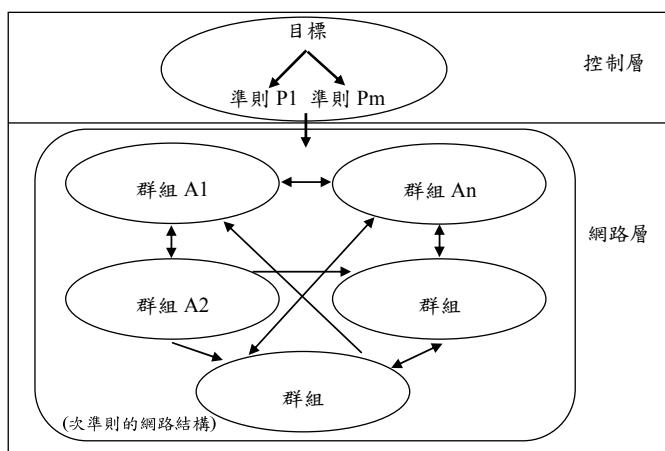 目標
控制層
準則 P1 準則 Pm
群組 A1
群組 An
網路層
群組 A2
群組
群組
(次準則的網路結構)